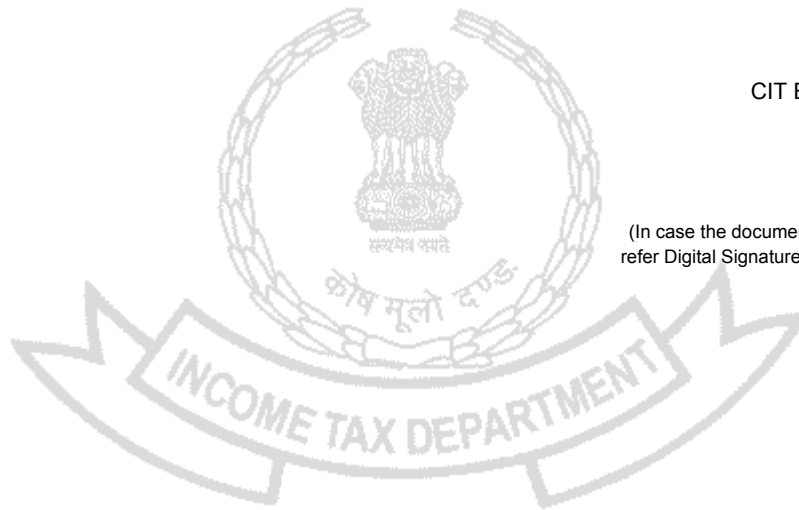 CIT E
(In case the docume
refer Digital Signature
सत्यमेव जयते
कोष मूलो दण्ड:
INCOME TAX DEPARTMENT